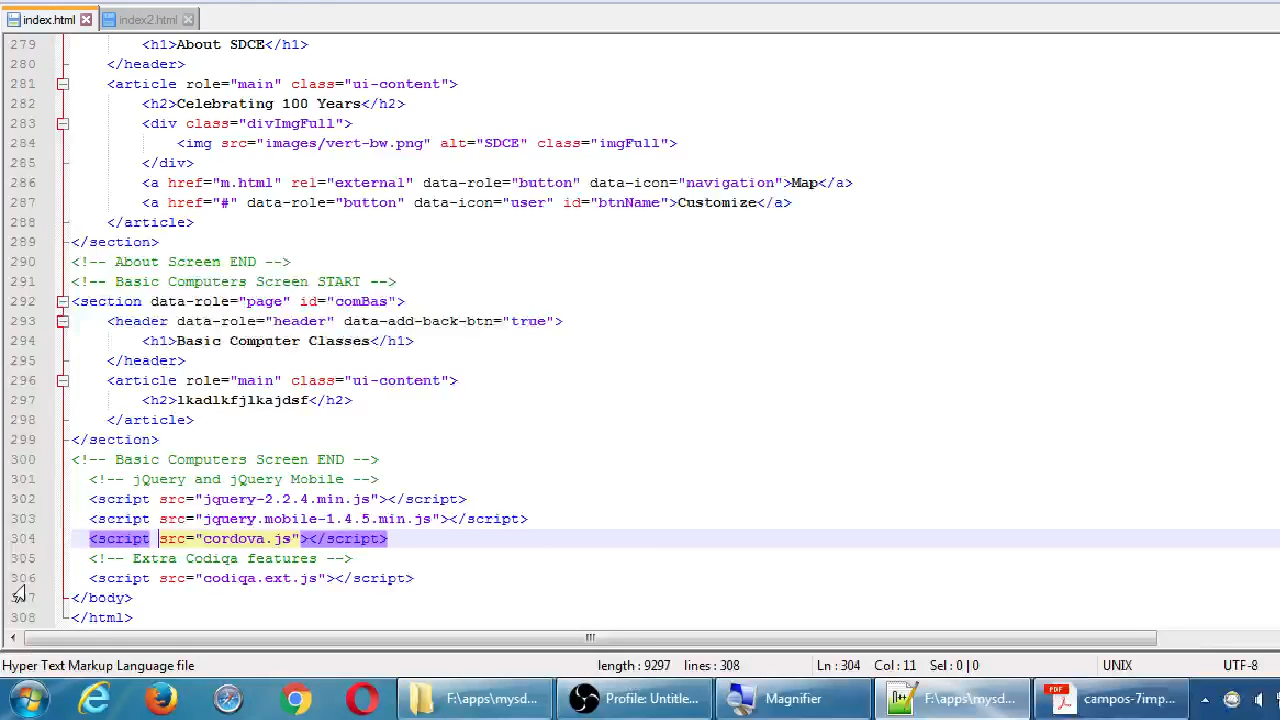 index.html index2.html
279 <h1>About SDCE</h1>
280 </header>
281 <article role="main" class="ui-content">
282 <h2>Celebrating 100 Years</h2>
283 <div class="divImgFull">
284 <img src="images/vert-bw.png" alt="SDCE" class="imgFull">
285 </div>
286 <a href="m.html" rel="external" data-role="button" data-icon="navigation">Map</a>
287 <a href="#" data-role="button" data-icon="user" id="btnName">Customize</a>
288 </article>
289 </section>
290 <!-- About Screen END -->
291 <!-- Basic Computers Screen START -->
292 <section data-role="page" id="comBas">
293 <header data-role="header" data-add-back-btn="true">
294 <h1>Basic Computer Classes</h1>
295 </header>
296 <article role="main" class="ui-content">
297 <h2>lkadlkfjlkajdsf</h2>
298 </article>
299 </section>
300 <!-- Basic Computers Screen END -->
301 <!-- jQuery and jQuery Mobile -->
302 <script src="jquery-2.2.4.min.js"></script>
303 <script src="jquery.mobile-1.4.5.min.js"></script>
304 <script src="cordova.js"></script>
305 <!-- Extra Codiqa features -->
306 <script src="codiqa.ext.js"></script>
307 </body>
308 </html>
Hyper Text Markup Language file length : 9297 lines : 308 Ln : 304 Col : 11 Sel : 0 | 0 UNIX UTF-8
F:\apps\mysd... Profile: Untitle... Magnifier F:\apps\mysd... campos-7imp...